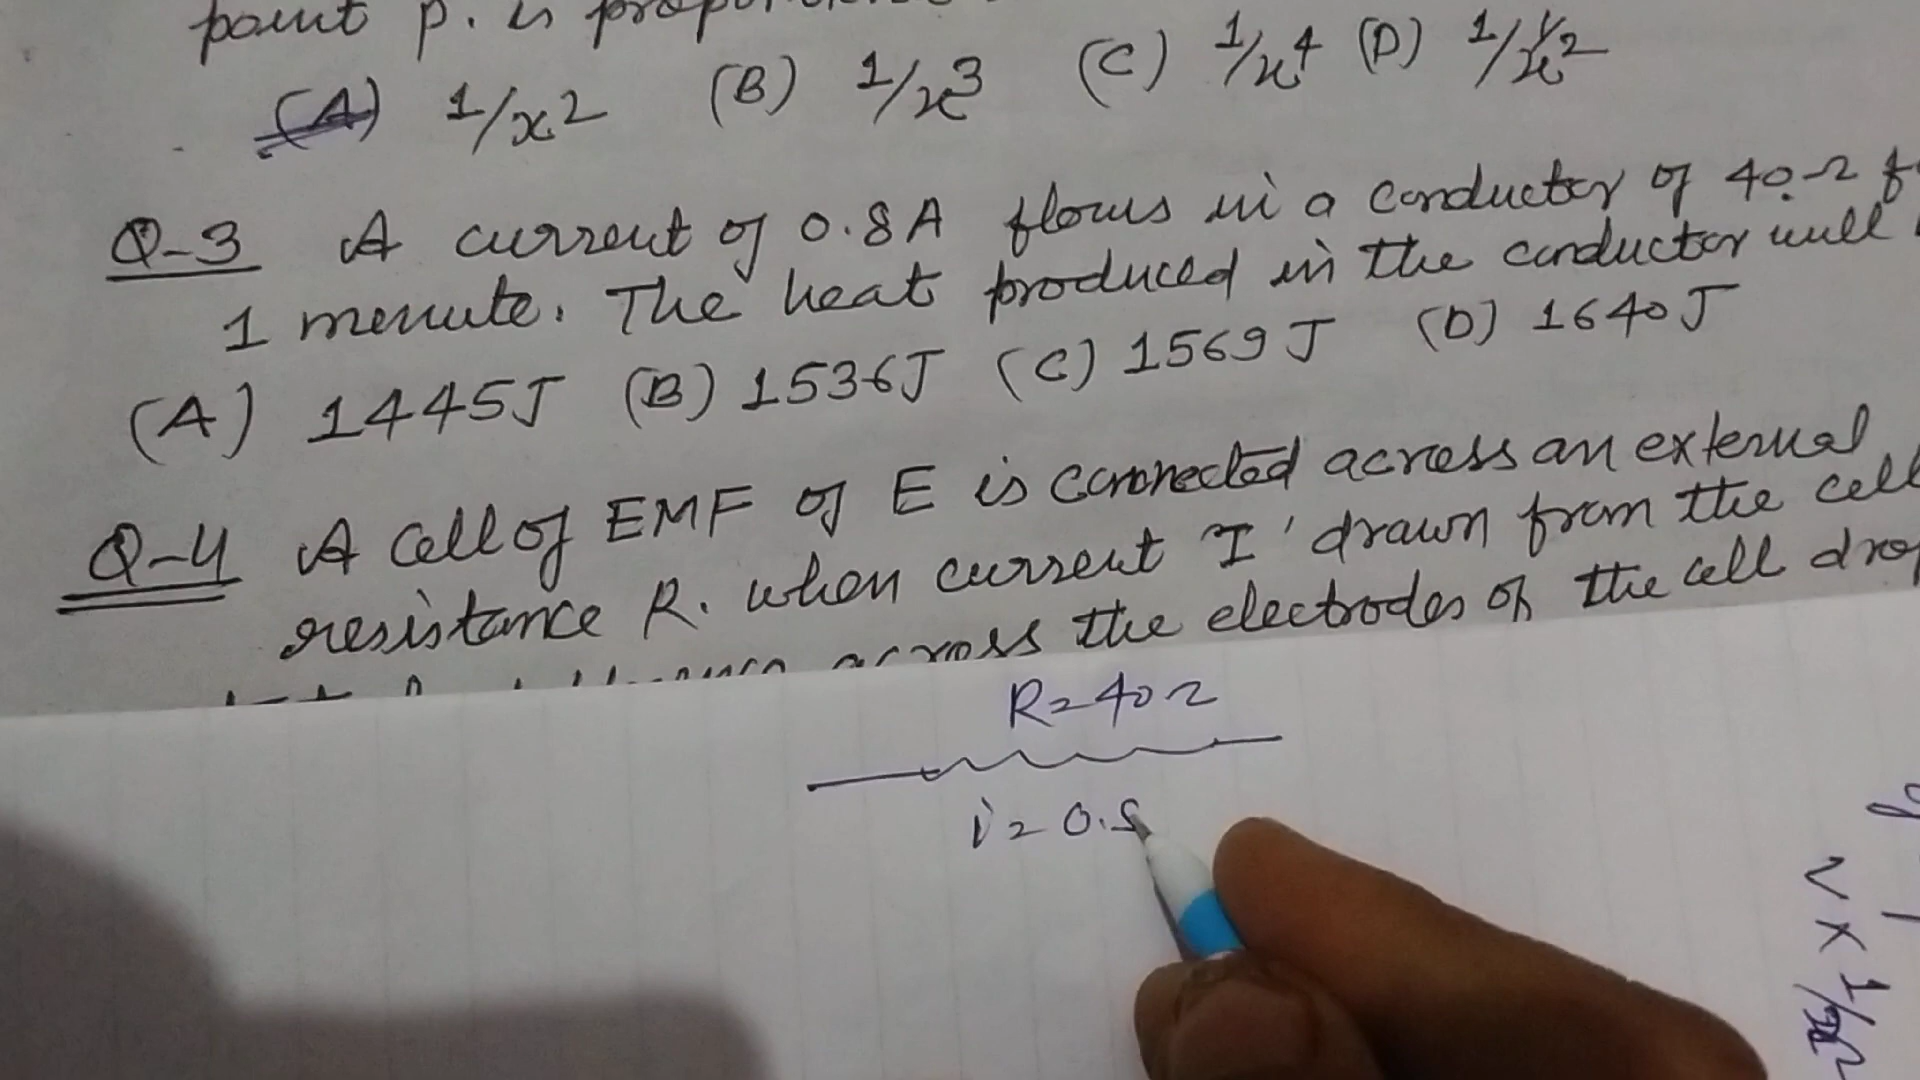 point P. is
(A) 1/x2 (B) 1/x3 (C) 1/x4 (D) 1/x1/2
Q-3 A current of 0.8A flows in a conductor of 40Ω
1 menute. The heat produced in the conductor will
(A) 1445J (B) 1536J (C) 1569J (D) 1640J
Q-4 A cell of EMF of E is connected across an external
resistance R. when current I' drawn from the cell
across the electrodes of the cell
R=40Ω
i=0.8
V ∝ 1/x2